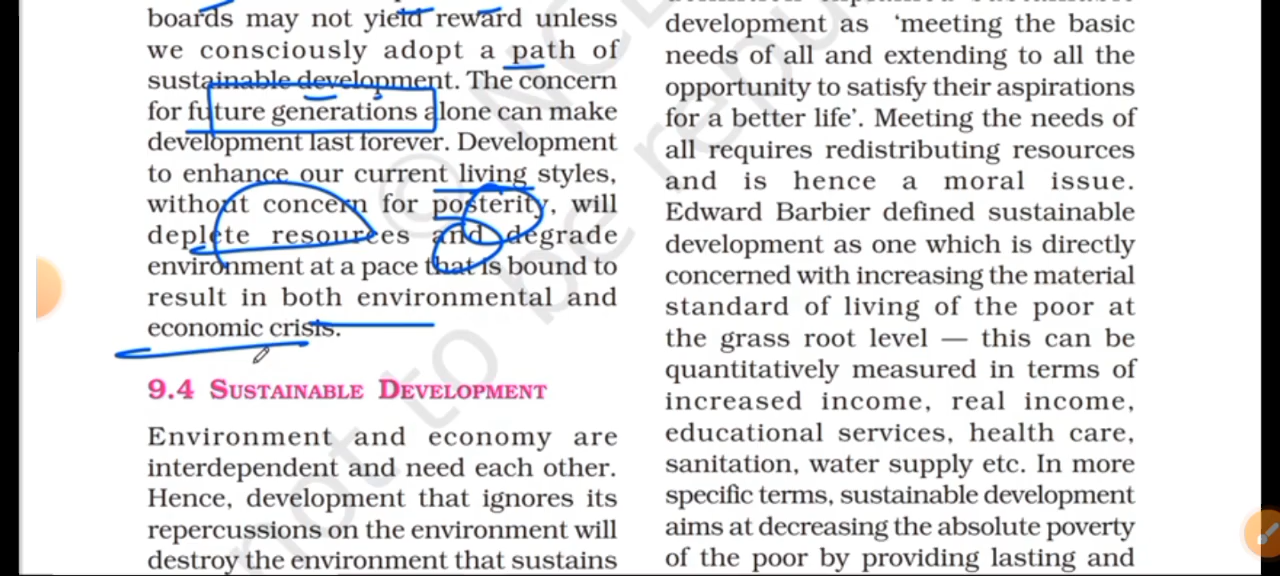 boards may not yield reward unless
we consciously adopt a path of
sustainable development. The concern
for future generations alone can make
development last forever. Development
to enhance our current living styles,
without concern for posterity, will
deplete resources and degrade
environment at a pace that is bound to
result in both environmental and
economic crisis.
9.4 SUSTAINABLE DEVELOPMENT
Environment and economy are
interdependent and need each other.
Hence, development that ignores its
repercussions on the environment will
destroy the environment that sustains
development as 'meeting the basic
needs of all and extending to all the
opportunity to satisfy their aspirations
for a better life'. Meeting the needs of
all requires redistributing resources
and is hence a moral issue.
Edward Barbier defined sustainable
development as one which is directly
concerned with increasing the material
standard of living of the poor at
the grass root level — this can be
quantitatively measured in terms of
increased income, real income,
educational services, health care,
sanitation, water supply etc. In more
specific terms, sustainable development
aims at decreasing the absolute poverty
of the poor by providing lasting and
not to be repu